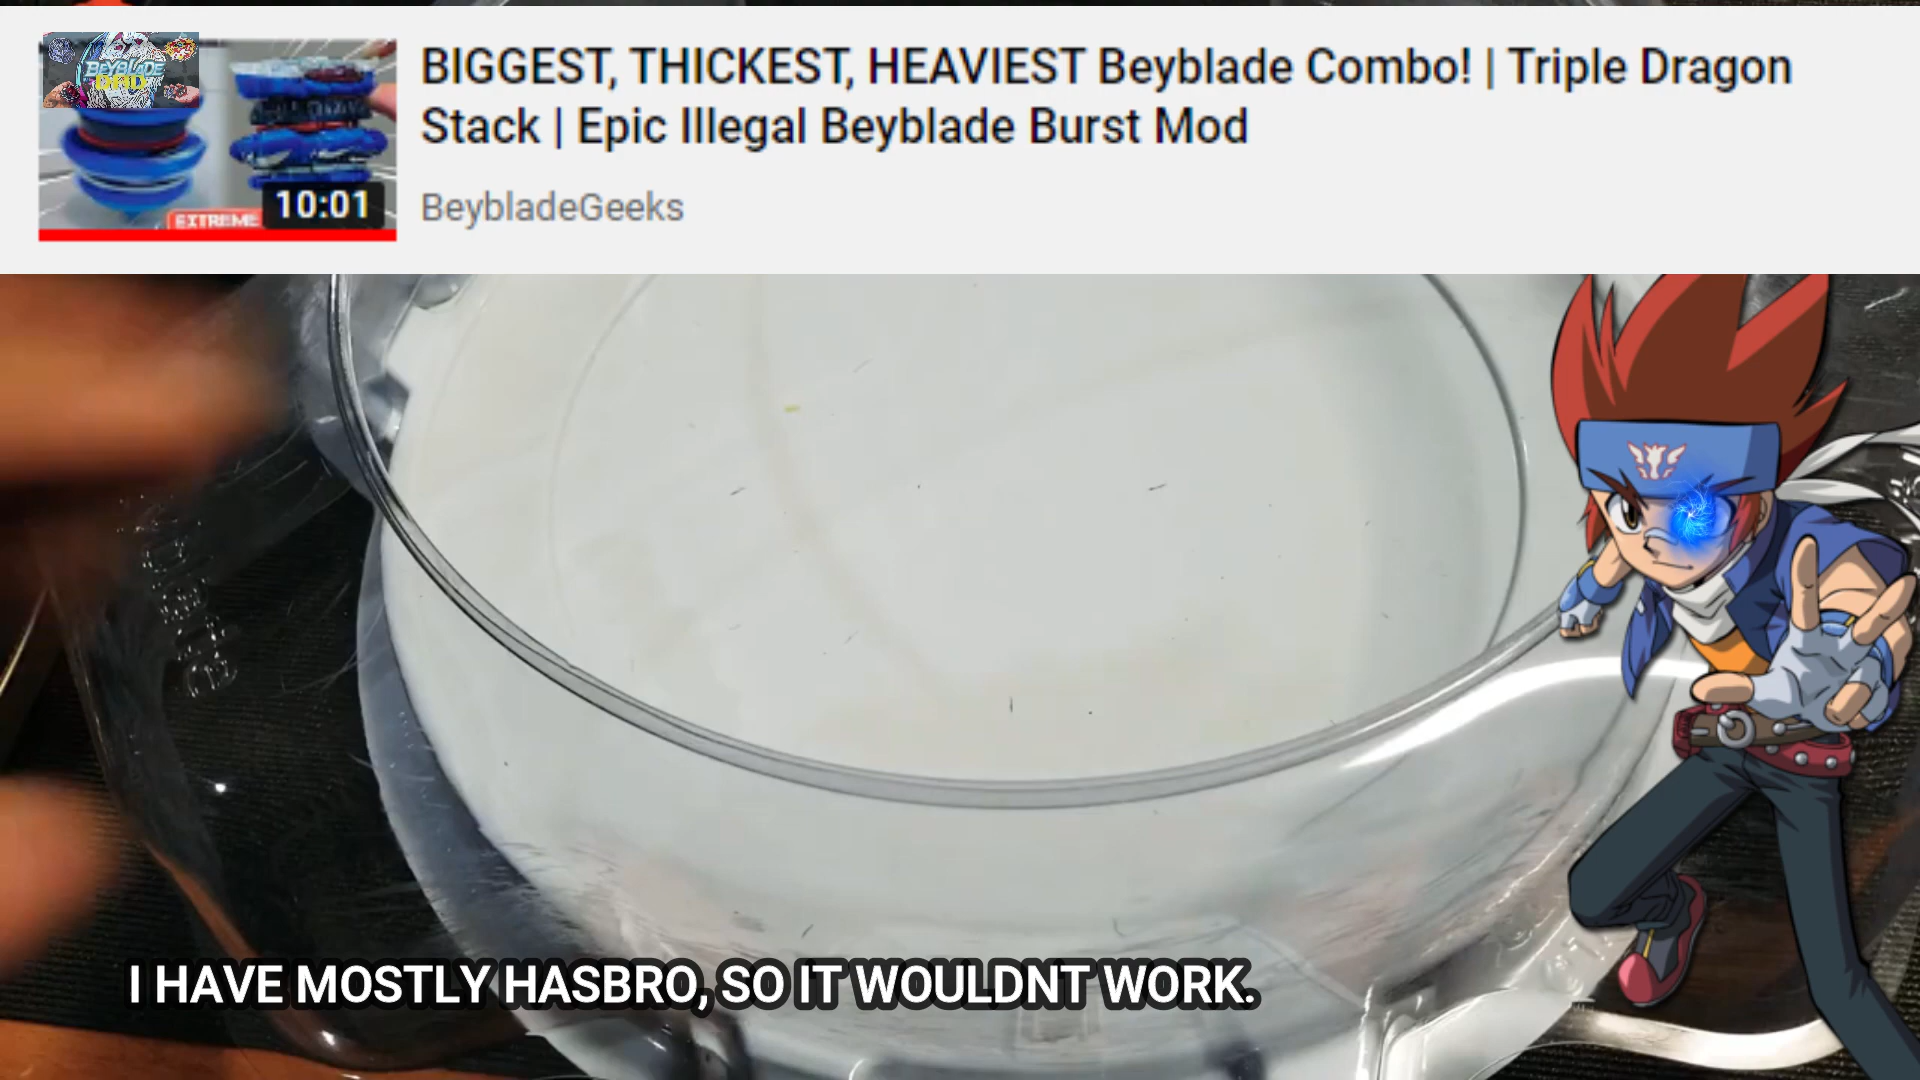 BEYBLADE
BIGGEST, THICKEST, HEAVIEST Beyblade Combo! | Triple Dragon
Stack | Epic Illegal Beyblade Burst Mod
BeybladeGeeks
EXTREME
10:01
I HAVE MOSTLY HASBRO, SO IT WOULDNT WORK.